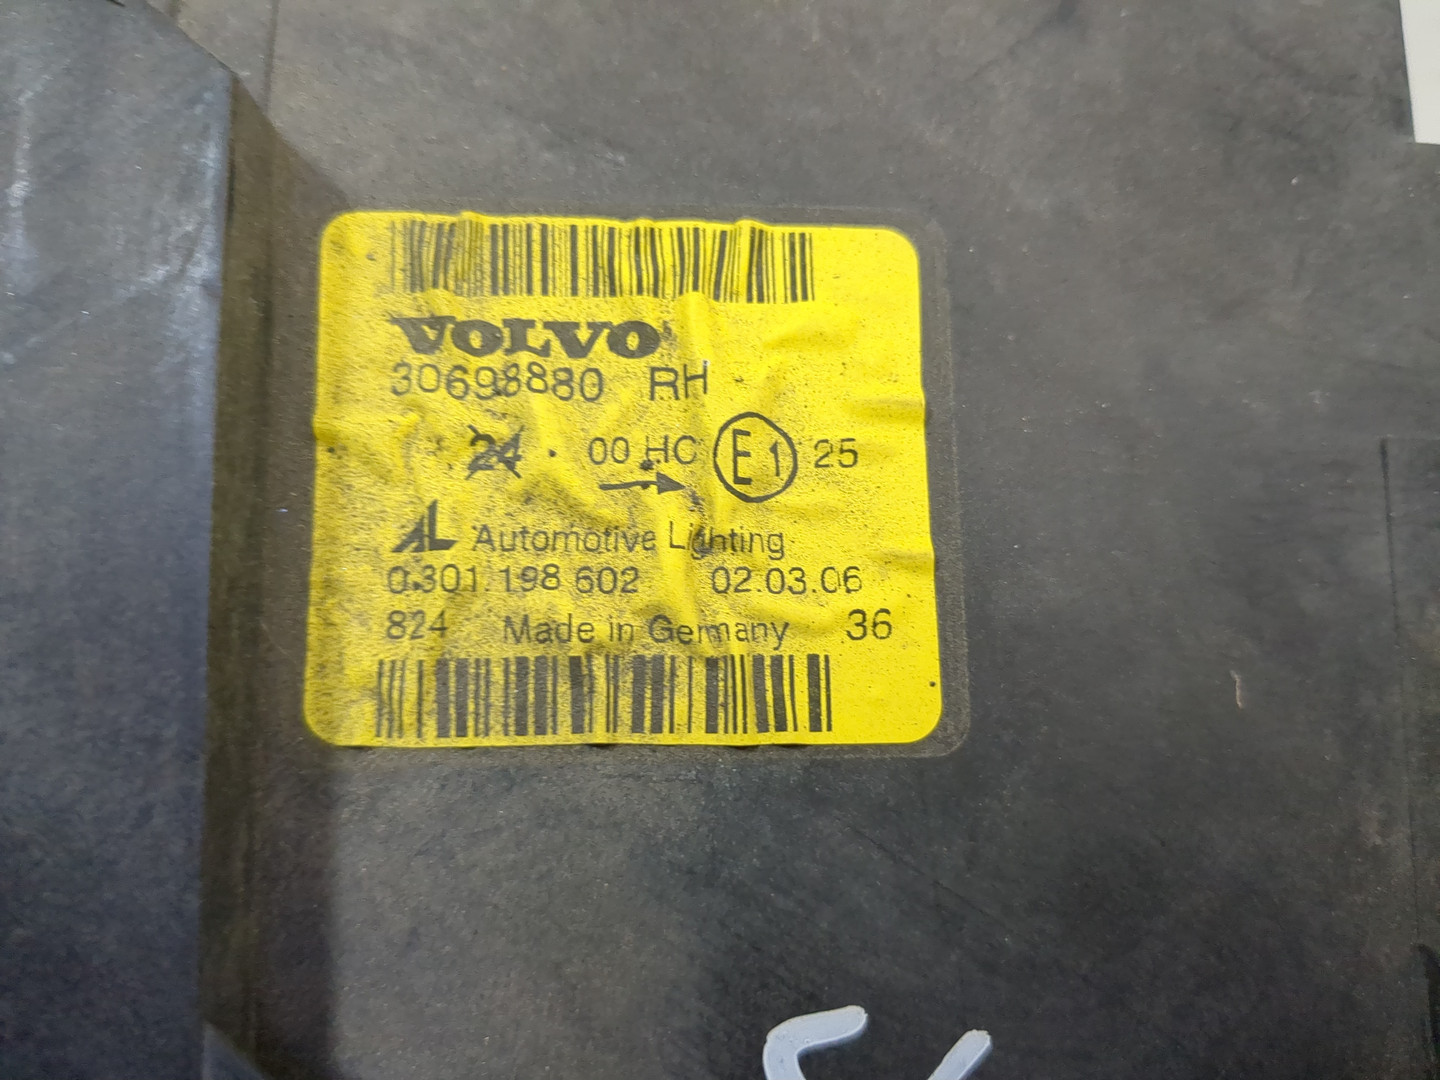 VOLVO
30698880 RH
24 . 00 HC E1 25
AL Automotive Lighting
0.301.198 602 02.03.06
824 Made in Germany 36